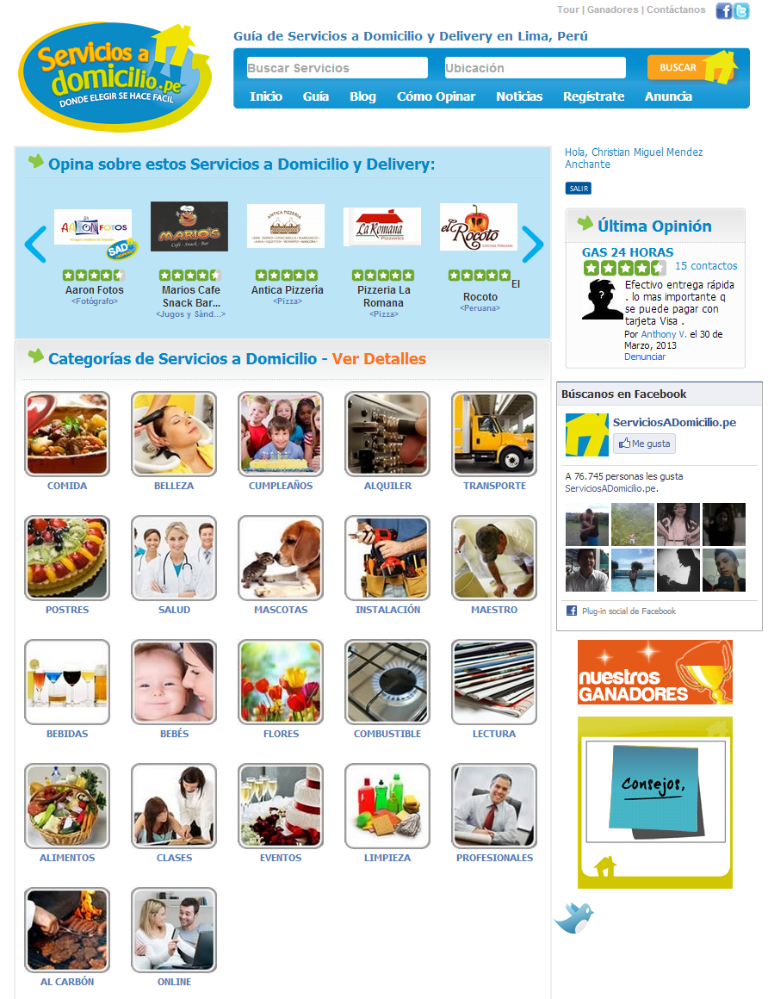 Tour | Ganadores | Contáctanos
Servicios a
domicilio.pe
DONDE ELEGIR SE HACE FACIL
Guía de Servicios a Domicilio y Delivery en Lima, Perú
Buscar Servicios
Ubicación
BUSCAR
Inicio Guía Blog Cómo Opinar Noticias Regístrate Anuncia
Opina sobre estos Servicios a Domicilio y Delivery:
AARON FOTOS
SAD
MARIO'S
Café - Snack - Bar
ANTICA PIZZERIA
La Romana
Pizzeria
el Rocoto
COCINA PERUANA
Aaron Fotos
<Fotógrafo>
Marios Cafe
Snack Bar...
<Jugos y Sánd...>
Antica Pizzería
<Pizza>
Pizzeria La
Romana
<Pizza>
El
Rocoto
<Peruana>
Hola, Christian Miguel Mendez
Anchante
SALIR
Última Opinión
GAS 24 HORAS
15 contactos
Efectivo entrega rápida
. lo mas importante q
se puede pagar con
tarjeta Visa .
Por Anthony V. el 30 de
Marzo, 2013
Denunciar
Categorías de Servicios a Domicilio - Ver Detalles
COMIDA
BELLEZA
CUMPLEAÑOS
ALQUILER
TRANSPORTE
POSTRES
SALUD
MASCOTAS
INSTALACIÓN
MAESTRO
BEBIDAS
BEBÉS
FLORES
COMBUSTIBLE
LECTURA
ALIMENTOS
CLASES
EVENTOS
LIMPIEZA
PROFESIONALES
AL CARBÓN
ONLINE
Búscanos en Facebook
ServiciosADomicilio.pe
Me gusta
A 76.745 personas les gusta
ServiciosADomicilio.pe.
Plug-in social de Facebook
nuestros
GANADORES
Consejos,